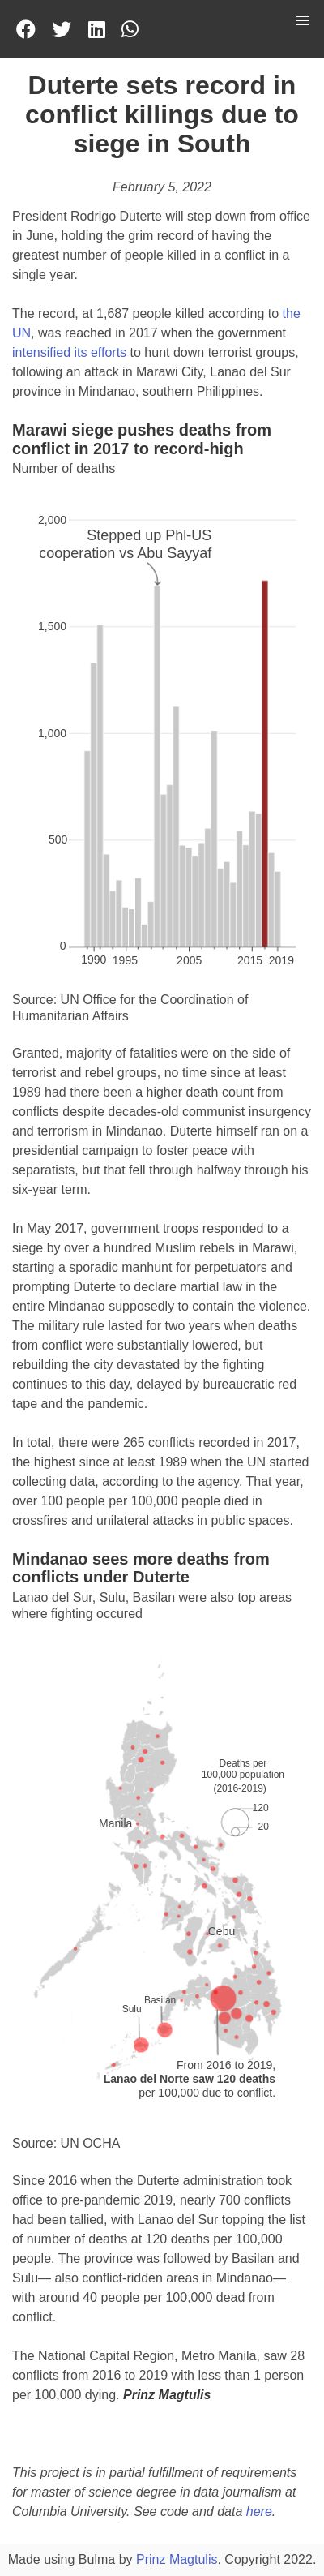 Duterte sets record in
conflict killings due to
siege in South
February 5, 2022
President Rodrigo Duterte will step down from office
in June, holding the grim record of having the
greatest number of people killed in a conflict in a
single year.
The record, at 1,687 people killed according to the
UN, was reached in 2017 when the government
intensified its efforts to hunt down terrorist groups,
following an attack in Marawi City, Lanao del Sur
province in Mindanao, southern Philippines.
Marawi siege pushes deaths from
conflict in 2017 to record-high
Number of deaths
2,000
Stepped up Phl-US
cooperation vs Abu Sayyaf
1,500
1,000
500
0
1990 1995 2005 2015 2019
Source: UN Office for the Coordination of
Humanitarian Affairs
Granted, majority of fatalities were on the side of
terrorist and rebel groups, no time since at least
1989 had there been a higher death count from
conflicts despite decades-old communist insurgency
and terrorism in Mindanao. Duterte himself ran on a
presidential campaign to foster peace with
separatists, but that fell through halfway through his
six-year term.
In May 2017, government troops responded to a
siege by over a hundred Muslim rebels in Marawi,
starting a sporadic manhunt for perpetuators and
prompting Duterte to declare martial law in the
entire Mindanao supposedly to contain the violence.
The military rule lasted for two years when deaths
from conflict were substantially lowered, but
rebuilding the city devastated by the fighting
continues to this day, delayed by bureaucratic red
tape and the pandemic.
In total, there were 265 conflicts recorded in 2017,
the highest since at least 1989 when the UN started
collecting data, according to the agency. That year,
over 100 people per 100,000 people died in
crossfires and unilateral attacks in public spaces.
Mindanao sees more deaths from
conflicts under Duterte
Lanao del Sur, Sulu, Basilan were also top areas
where fighting occured
Deaths per
100,000 population
(2016-2019)
120
20
Manila
Cebu
Basilan
Sulu
From 2016 to 2019,
Lanao del Norte saw 120 deaths
per 100,000 due to conflict.
Source: UN OCHA
Since 2016 when the Duterte administration took
office to pre-pandemic 2019, nearly 700 conflicts
had been tallied, with Lanao del Sur topping the list
of number of deaths at 120 deaths per 100,000
people. The province was followed by Basilan and
Sulu— also conflict-ridden areas in Mindanao—
with around 40 people per 100,000 dead from
conflict.
The National Capital Region, Metro Manila, saw 28
conflicts from 2016 to 2019 with less than 1 person
per 100,000 dying. Prinz Magtulis
This project is in partial fulfillment of requirements
for master of science degree in data journalism at
Columbia University. See code and data here.
Made using Bulma by Prinz Magtulis. Copyright 2022.